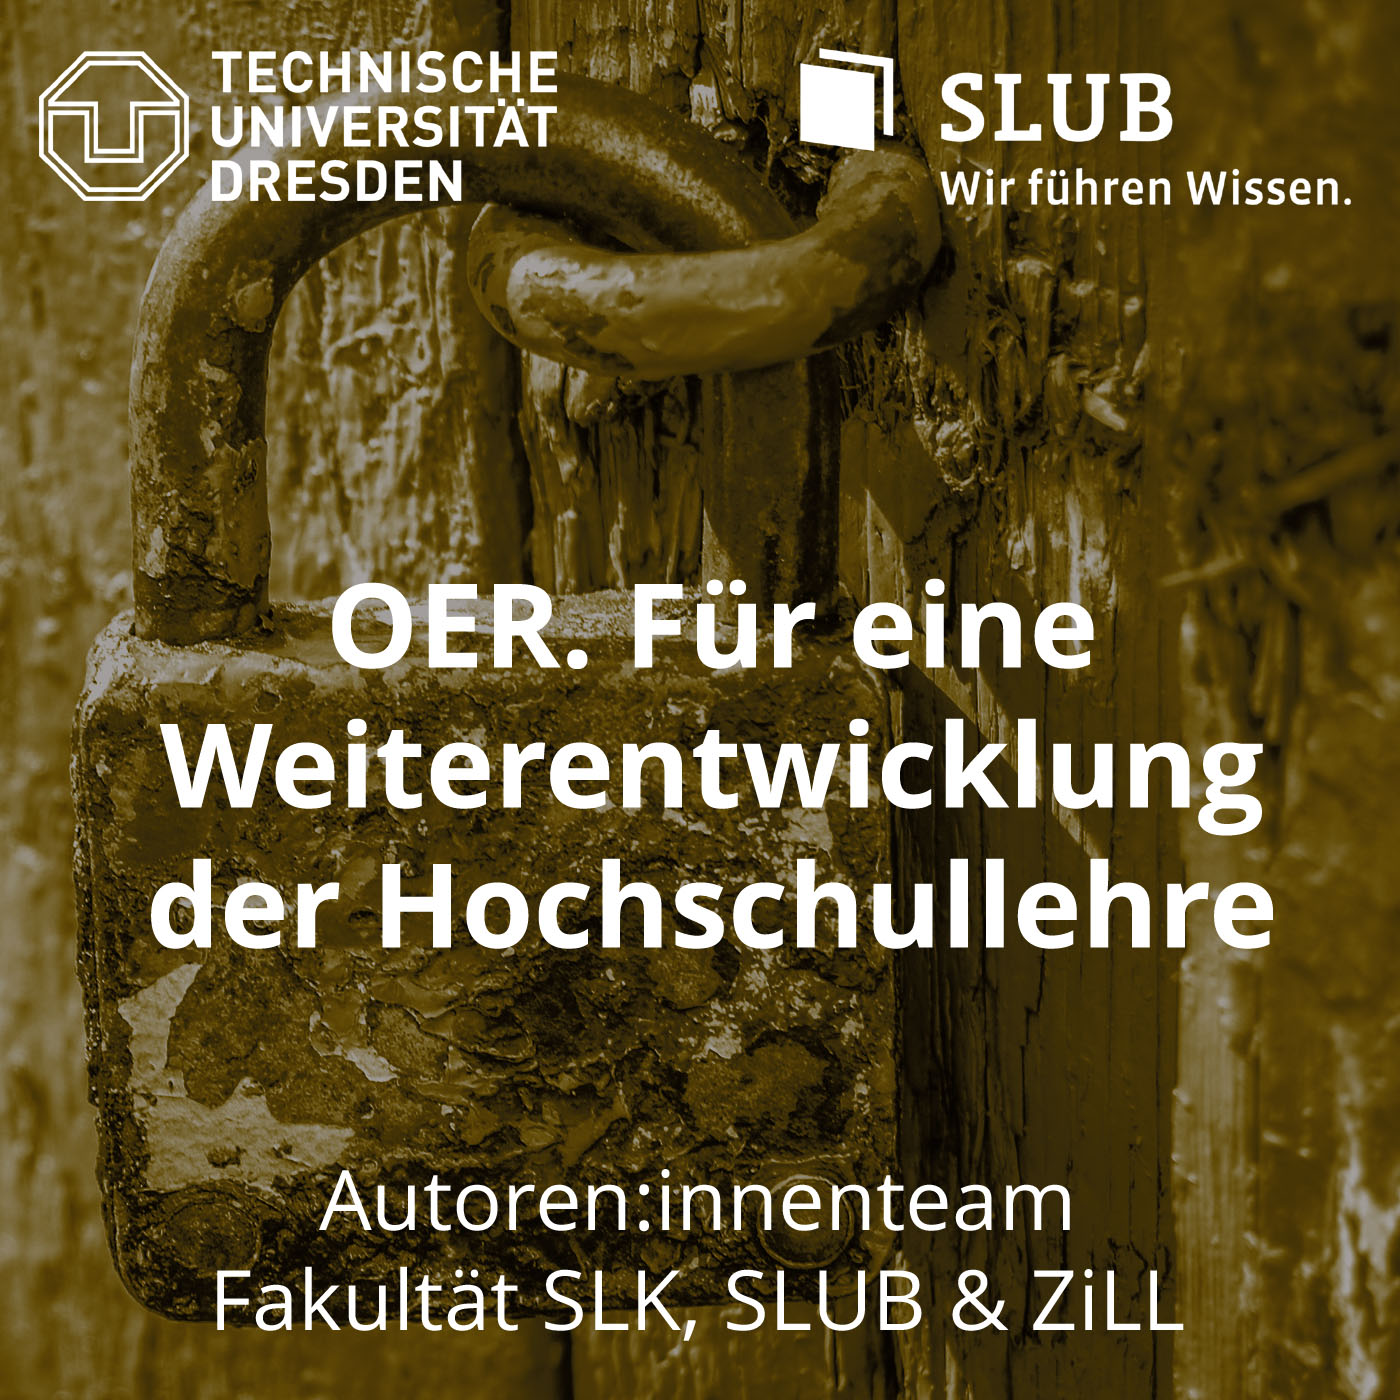 TECHNISCHE
UNIVERSITÄT
DRESDEN
SLUB
Wir führen Wissen.
OER. Für eine
Weiterentwicklung
der Hochschullehre
Autoren:innenteam
Fakultät SLK, SLUB & ZiLL